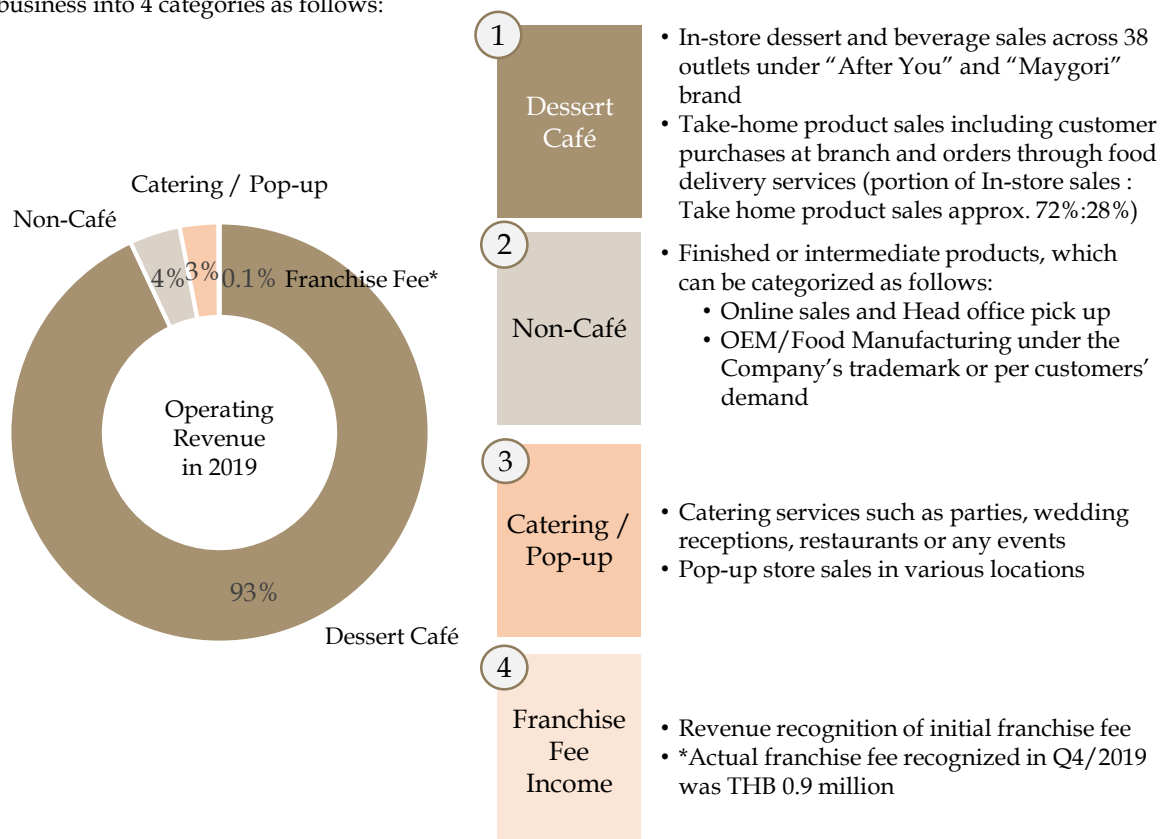 business into 4 categories as follows:
Catering / Pop-up
Non-Café
4%
3%
0.1%
Franchise Fee*
Operating
Revenue
in 2019
93%
Dessert Café
1
Dessert
Café
• In-store dessert and beverage sales across 38
outlets under “After You” and “Maygori”
brand
• Take-home product sales including customer
purchases at branch and orders through food
delivery services (portion of In-store sales :
Take home product sales approx. 72%:28%)
2
Non-Café
• Finished or intermediate products, which
can be categorized as follows:
• Online sales and Head office pick up
• OEM/Food Manufacturing under the
Company’s trademark or per customers’
demand
3
Catering /
Pop-up
• Catering services such as parties, wedding
receptions, restaurants or any events
• Pop-up store sales in various locations
4
Franchise
Fee
Income
• Revenue recognition of initial franchise fee
• *Actual franchise fee recognized in Q4/2019
was THB 0.9 million